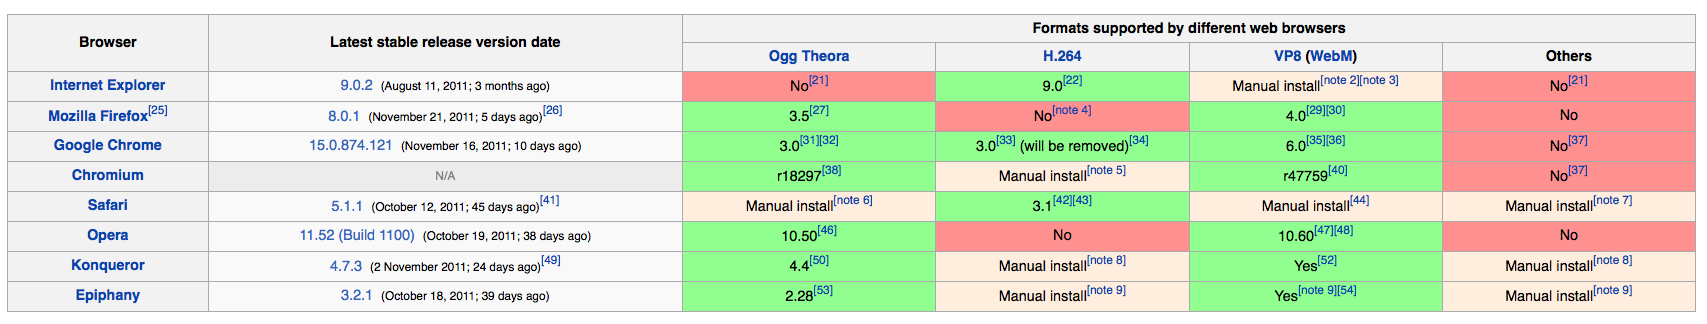 Browser Latest stable release version date Formats supported by different web browsers
Ogg Theora H.264 VP8 (WebM) Others
Internet Explorer 9.0.2 (August 11, 2011; 3 months ago) No[21] 9.0[22] Manual install[note 2][note 3] No[21]
Mozilla Firefox[25] 8.0.1 (November 21, 2011; 5 days ago)[26] 3.5[27] No[note 4] 4.0[29][30] No
Google Chrome 15.0.874.121 (November 16, 2011; 10 days ago) 3.0[31][32] 3.0[33] (will be removed)[34] 6.0[35][36] No[37]
Chromium N/A r18297[38] Manual install[note 5] r47759[40] No[37]
Safari 5.1.1 (October 12, 2011; 45 days ago)[41] Manual install[note 6] 3.1[42][43] Manual install[44] Manual install[note 7]
Opera 11.52 (Build 1100) (October 19, 2011; 38 days ago) 10.50[46] No 10.60[47][48] No
Konqueror 4.7.3 (2 November 2011; 24 days ago)[49] 4.4[50] Manual install[note 8] Yes[52] Manual install[note 8]
Epiphany 3.2.1 (October 18, 2011; 39 days ago) 2.28[53] Manual install[note 9] Yes[note 9][54] Manual install[note 9]